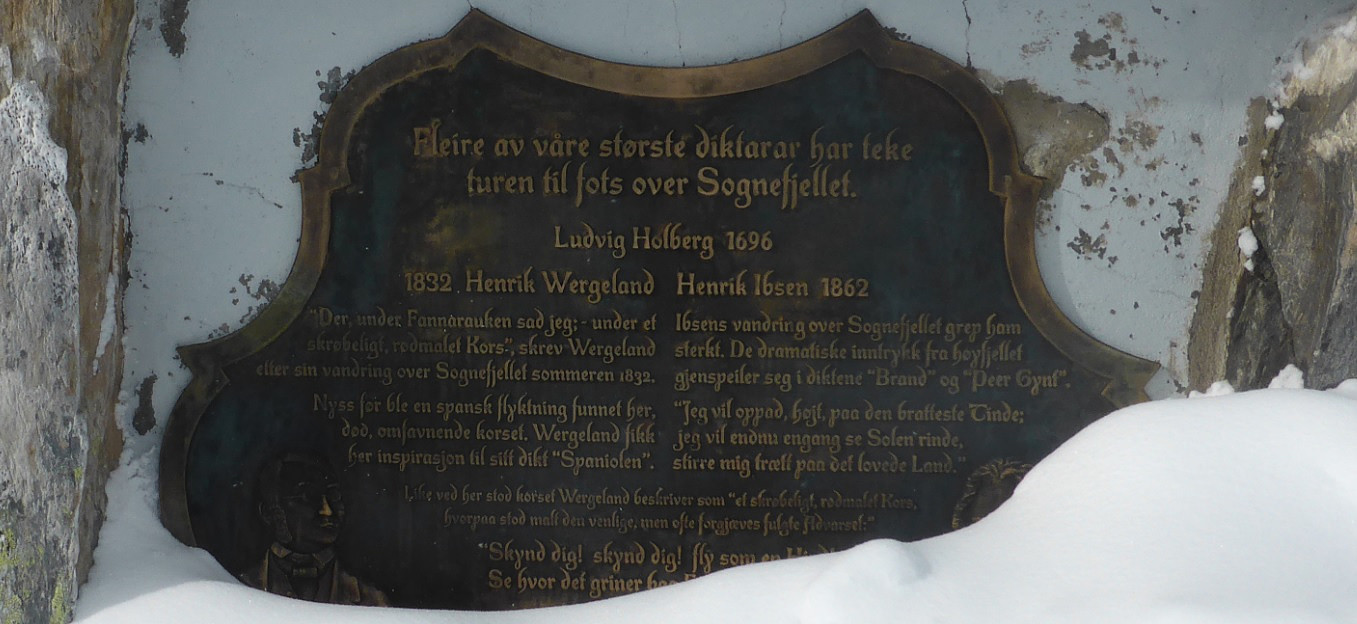 Fleire av våre største diktarar har teke
turen til fots over Sognefjellet.
Ludvig Holberg 1696
1832 Henrik Wergeland
"Der, under Fannarauken sad jeg; - under et
skrøbeligt, rødmalet Kors", skrev Wergeland
etter sin vandring over Sognefjellet sommeren 1832.
Nyss før ble en spansk flyktning funnet her,
død, omfavnende korset. Wergeland fikk
her inspirasjon til sitt dikt "Spaniolen".
Henrik Ibsen 1862
Ibsens vandring over Sognefjellet grep ham
sterkt. De dramatiske inntrykk fra høyfjellet
gjenspeiler seg i diktene "Brand" og "Peer Gynt".
"Jeg vil oppad, højt, paa den bratteste Tinde;
jeg vil endnu engang se Solen rinde,
stirre mig træt paa det lovede Land."
Like ved her stod korset Wergeland beskriver som "et skrøbeligt, rødmalet Kors,
hvorpaa stod malt den venlige, men ofte forgjæves fulgte Advarsel:"
"Skynd dig! skynd dig! fly som en
Se hvor det griner